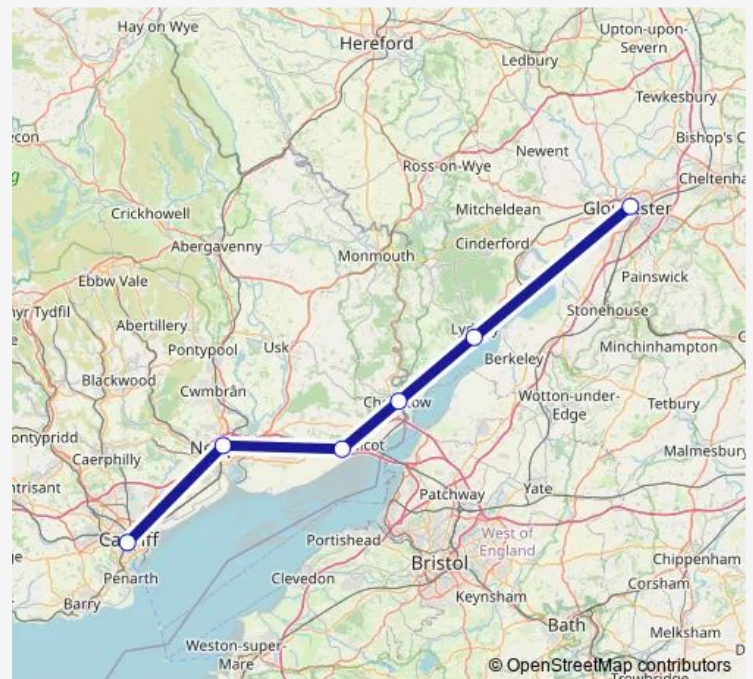 Hay on Wye
Hereford
Upton-upon-
Severn
Ledbury
Tewkesbury
Bishop's C
Newent
Ross-on-Wye
Cheltenha
Crickhowell
Mitcheldean
Abergavenny
Cinderford
Monmouth
Painswick
Ebbw Vale
Stonehouse
Abertillery
Minchinhampton
Pontypool
Usk
Berkeley
Blackwood
Cwmbrân
Wotton-under-
Edge
Tetbury
Caerphilly
Malmesbury
Patchway
Yate
Portishead
West of
England
Bristol
Chippenham
Penarth
Clevedon
Corsham
Keynsham
Barry
Bath
Melksham
Weston-super-
Mare
© OpenStreetMap contributors